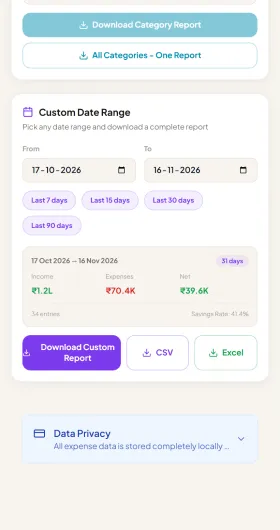 Download Category Report
All Categories - One Report
Custom Date Range
Pick any date range and download a complete report
From To
17-10-2026 16-11-2026
Last 7 days Last 15 days Last 30 days
Last 90 days
17 Oct 2026 – 16 Nov 2026 31 days
Income Expenses Net
₹1.2L ₹70.4K ₹39.6K
34 entries Savings Rate 41.4%
Download Custom
Report
CSV Excel
Data Privacy
All expense data is stored completely locally ...